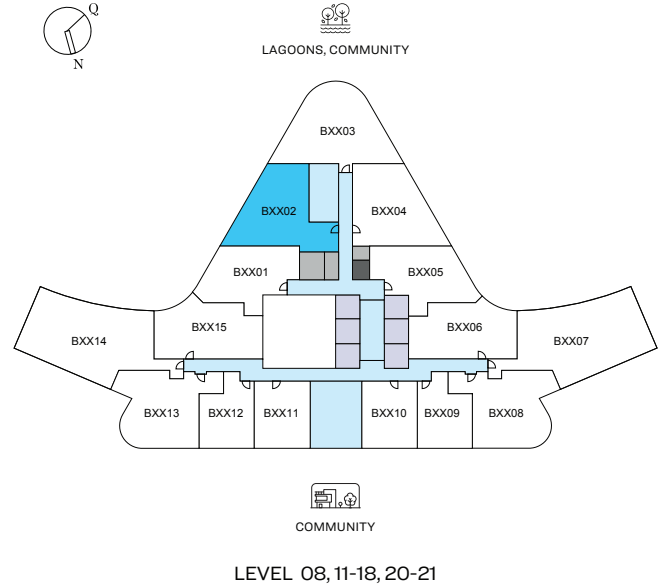 Q
N
LAGOONS, COMMUNITY
BXX03
BXX02
BXX04
BXX01
BXX05
BXX14
BXX15
BXX06
BXX07
BXX13
BXX12
BXX11
BXX10
BXX09
BXX08
COMMUNITY
LEVEL 08, 11-18, 20-21